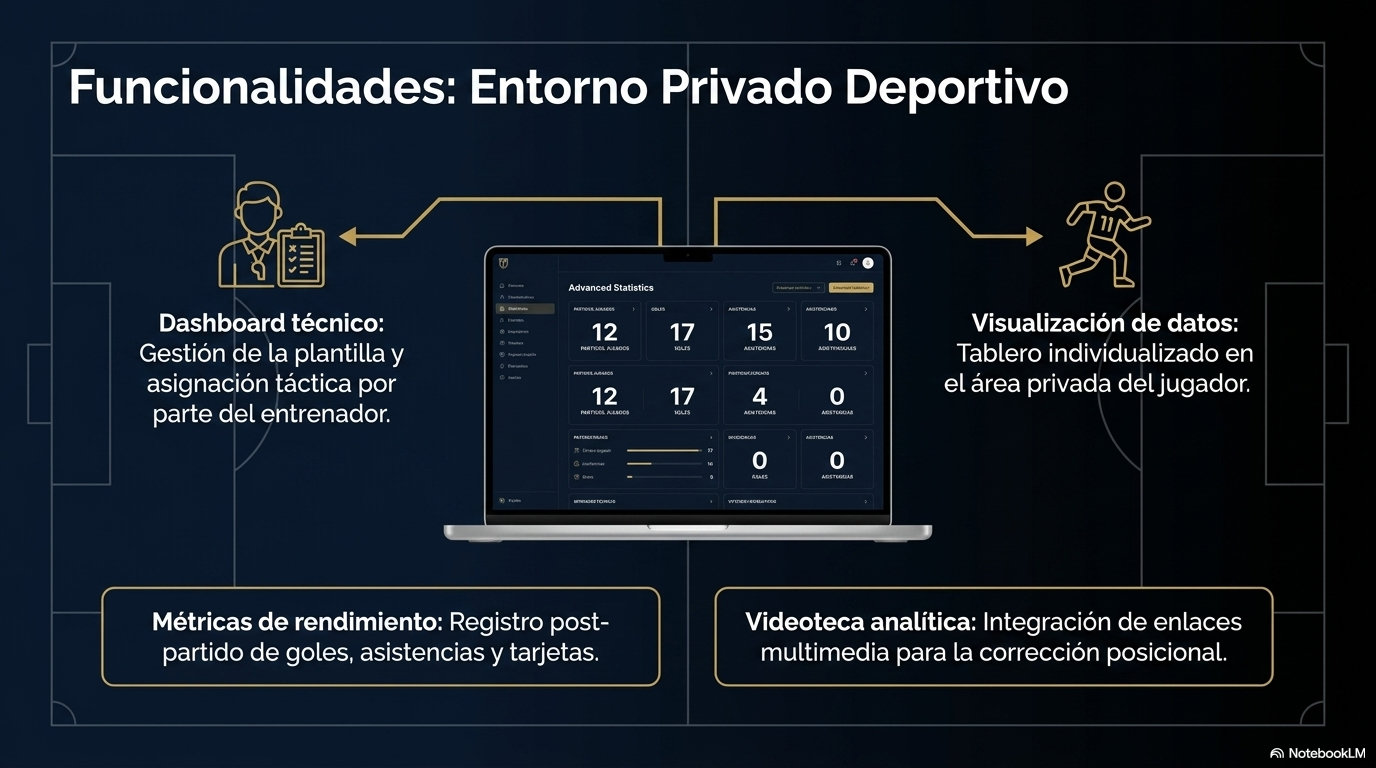 Funcionalidades: Entorno Privado Deportivo
11
Dashboard técnico:
Gestión de la plantilla y
asignación táctica por
parte del entrenador.
Visualización de datos:
Tablero individualizado en
el área privada del jugador.
Advanced Statistics
12
17
15
10
12
17
4
0
0
0
Métricas de rendimiento: Registro post-
partido de goles, asistencias y tarjetas.
Videoteca analítica: Integración de enlaces
multimedia para la corrección posicional.
NotebookLM